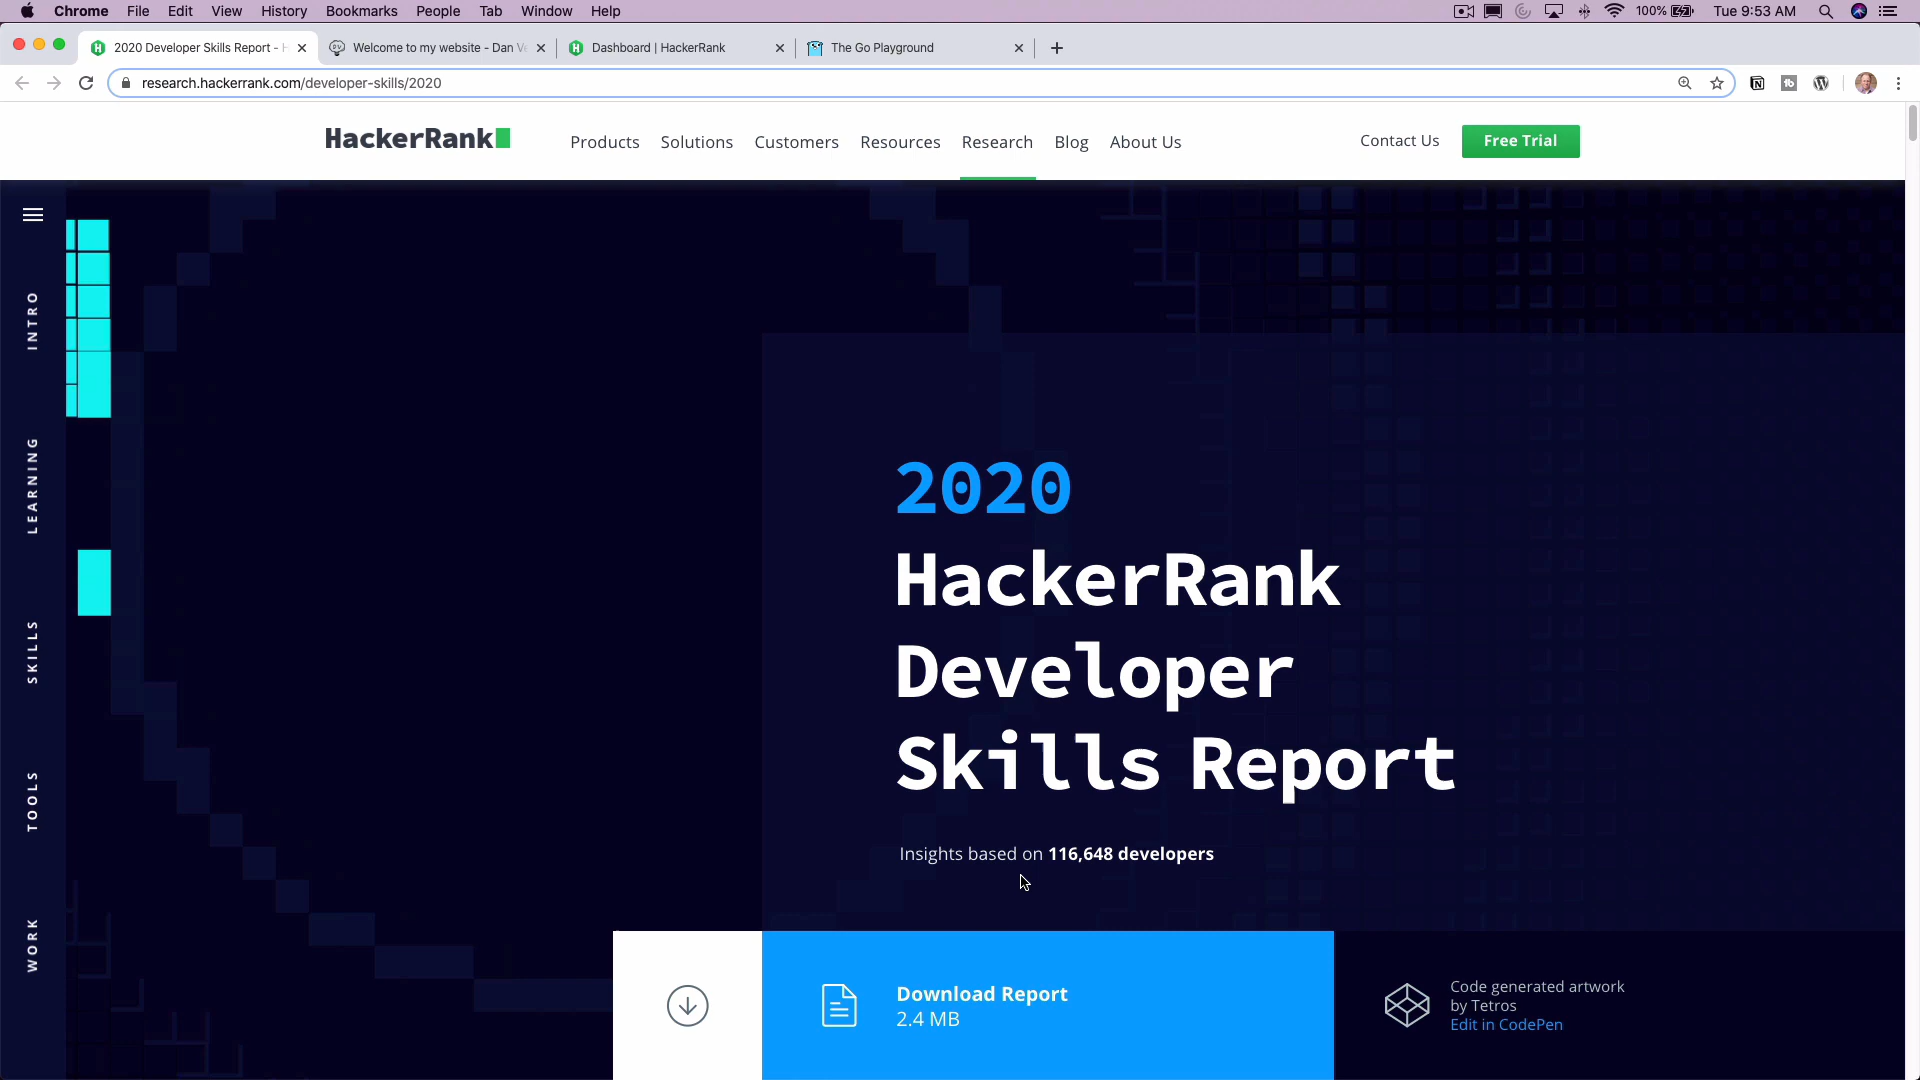 Chrome File Edit View History Bookmarks People Tab Window Help
100% Tue 9:53 AM
2020 Developer Skills Report - H
Welcome to my website - Dan Ve
Dashboard | HackerRank
The Go Playground
research.hackerrank.com/developer-skills/2020
HackerRank
Products Solutions Customers Resources Research Blog About Us
Contact Us
Free Trial
INTRO
LEARNING
SKILLS
TOOLS
WORK
2020
HackerRank
Developer
Skills Report
Insights based on 116,648 developers
Download Report
2.4 MB
Code generated artwork
by Tetros
Edit in CodePen